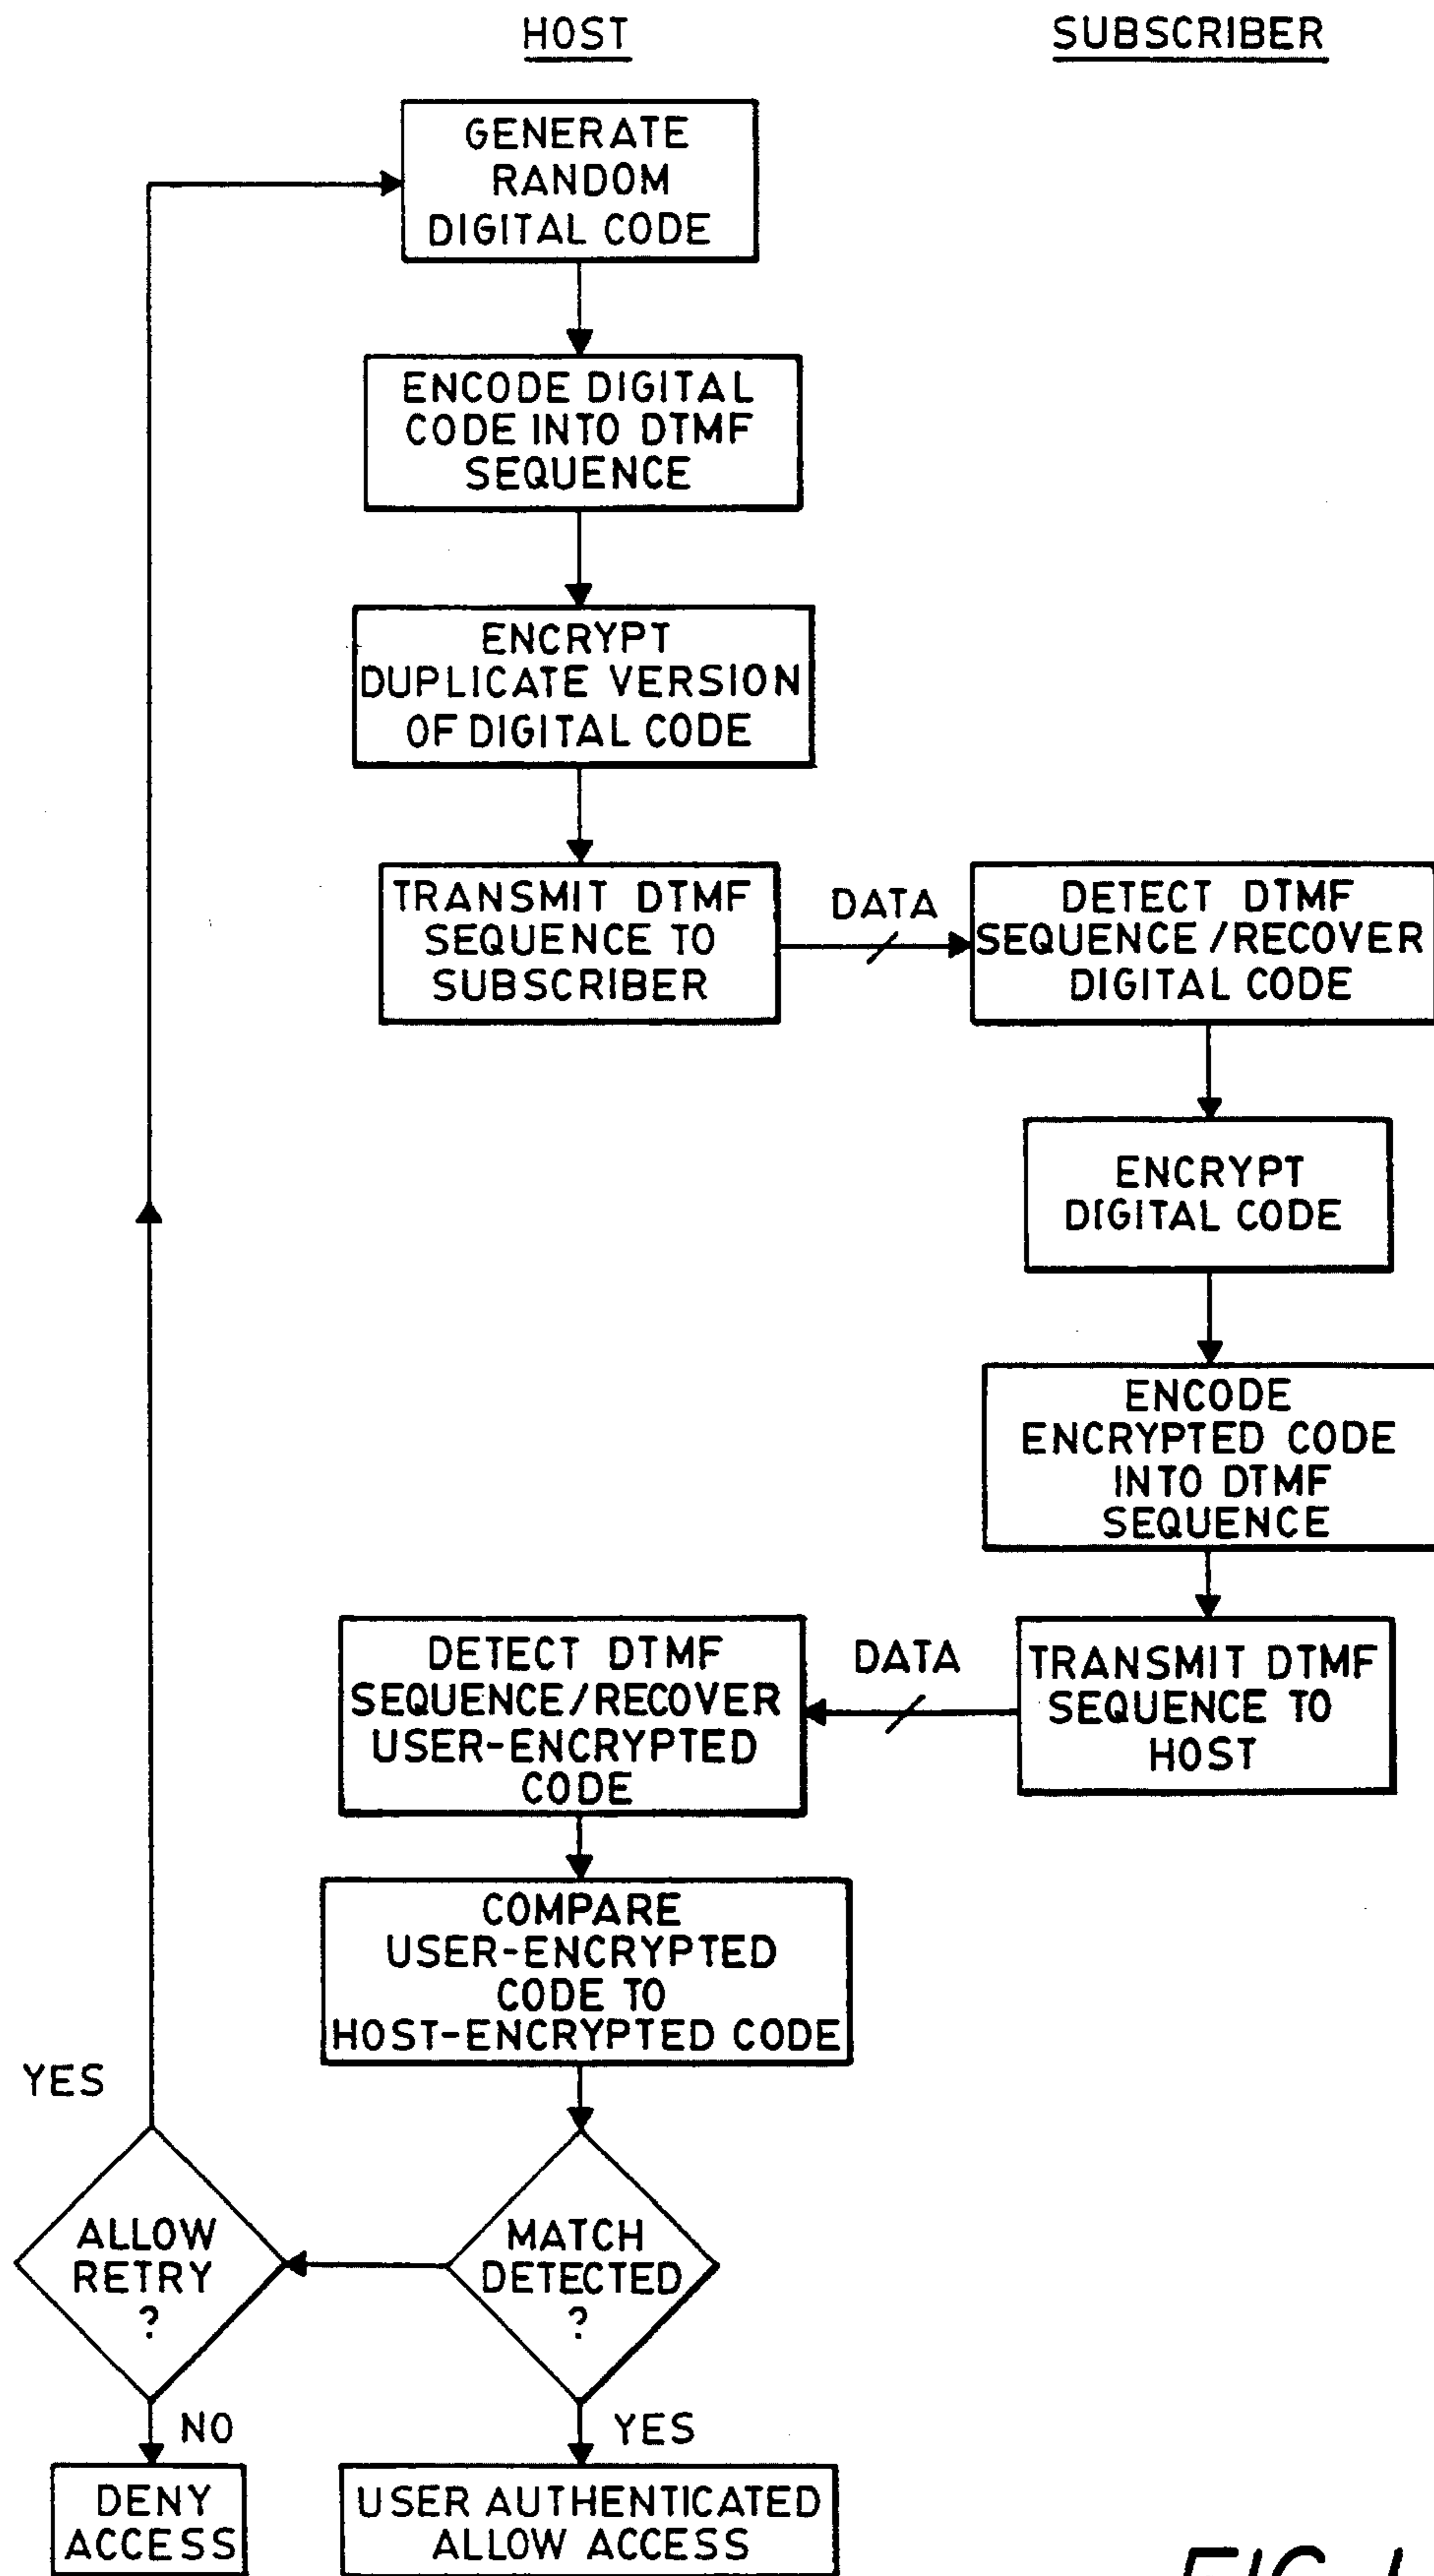 HOST
SUBSCRIBER
GENERATE
RANDOM
DIGITAL CODE
ENCODE DIGITAL
CODE INTO DTMF
SEQUENCE
ENCRYPT
DUPLICATE VERSION
OF DIGITAL CODE
TRANSMIT DTMF
SEQUENCE TO
SUBSCRIBER
DATA
DETECT DTMF
SEQUENCE/RECOVER
DIGITAL CODE
ENCRYPT
DIGITAL CODE
ENCODE
ENCRYPTED CODE
INTO DTMF
SEQUENCE
TRANSMIT DTMF
SEQUENCE TO
HOST
DATA
DETECT DTMF
SEQUENCE/RECOVER
USER-ENCRYPTED
CODE
COMPARE
USER-ENCRYPTED
CODE TO
HOST-ENCRYPTED CODE
MATCH
DETECTED
?
YES
ALLOW
RETRY
?
NO
DENY
ACCESS
YES
USER AUTHENTICATED
ALLOW ACCESS
FIG. 1